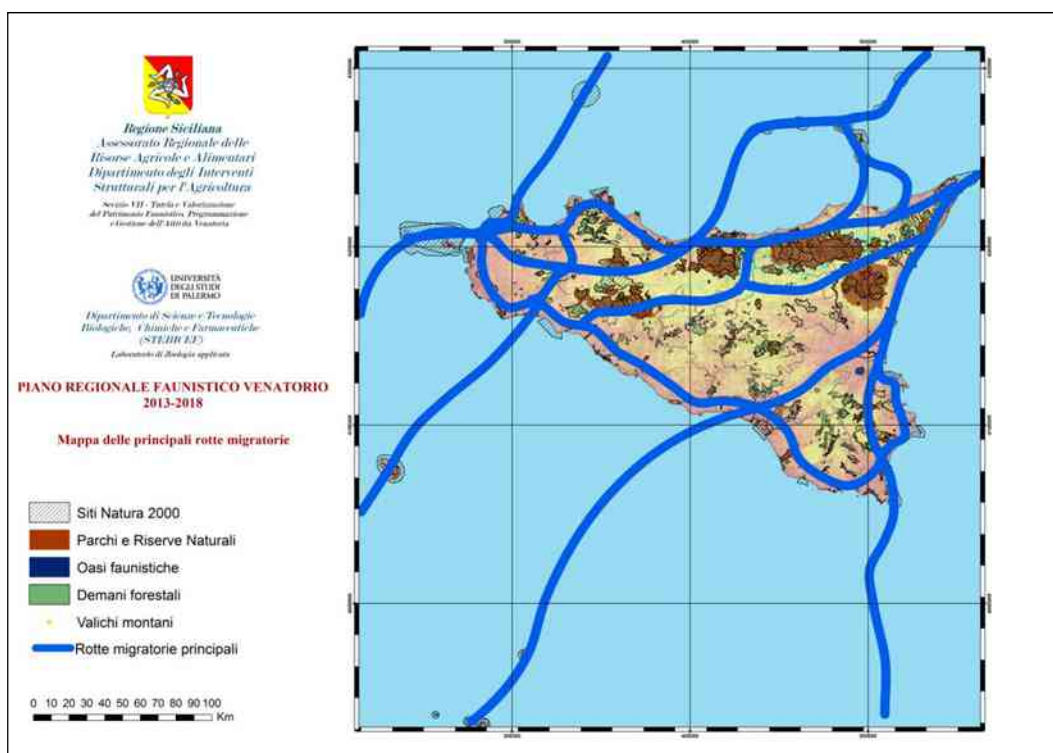 Regione Siciliana
Assessorato Regionale delle
Risorse Agricole e Alimentari
Dipartimento degli Interventi
Strutturali per l'Agricoltura
Servizio VII - Tutela e Valorizzazione
del Patrimonio Faunistico, Programmazione
e Gestione dell'Attività Venatoria
UNIVERSITÀ
DEGLI STUDI
DI PALERMO
Dipartimento di Scienze e Tecnologie
Biologiche, Chimiche e Farmaceutiche
(STEBICEF)
Laboratorio di Zoologia applicata
PIANO REGIONALE FAUNISTICO VENATORIO
2013-2018
Mappa delle principali rotte migratorie
Siti Natura 2000
Parchi e Riserve Naturali
Oasi faunistiche
Demani forestali
Valichi montani
Rotte migratorie principali
0 10 20 30 40 50 60 70 80 90 100
Km